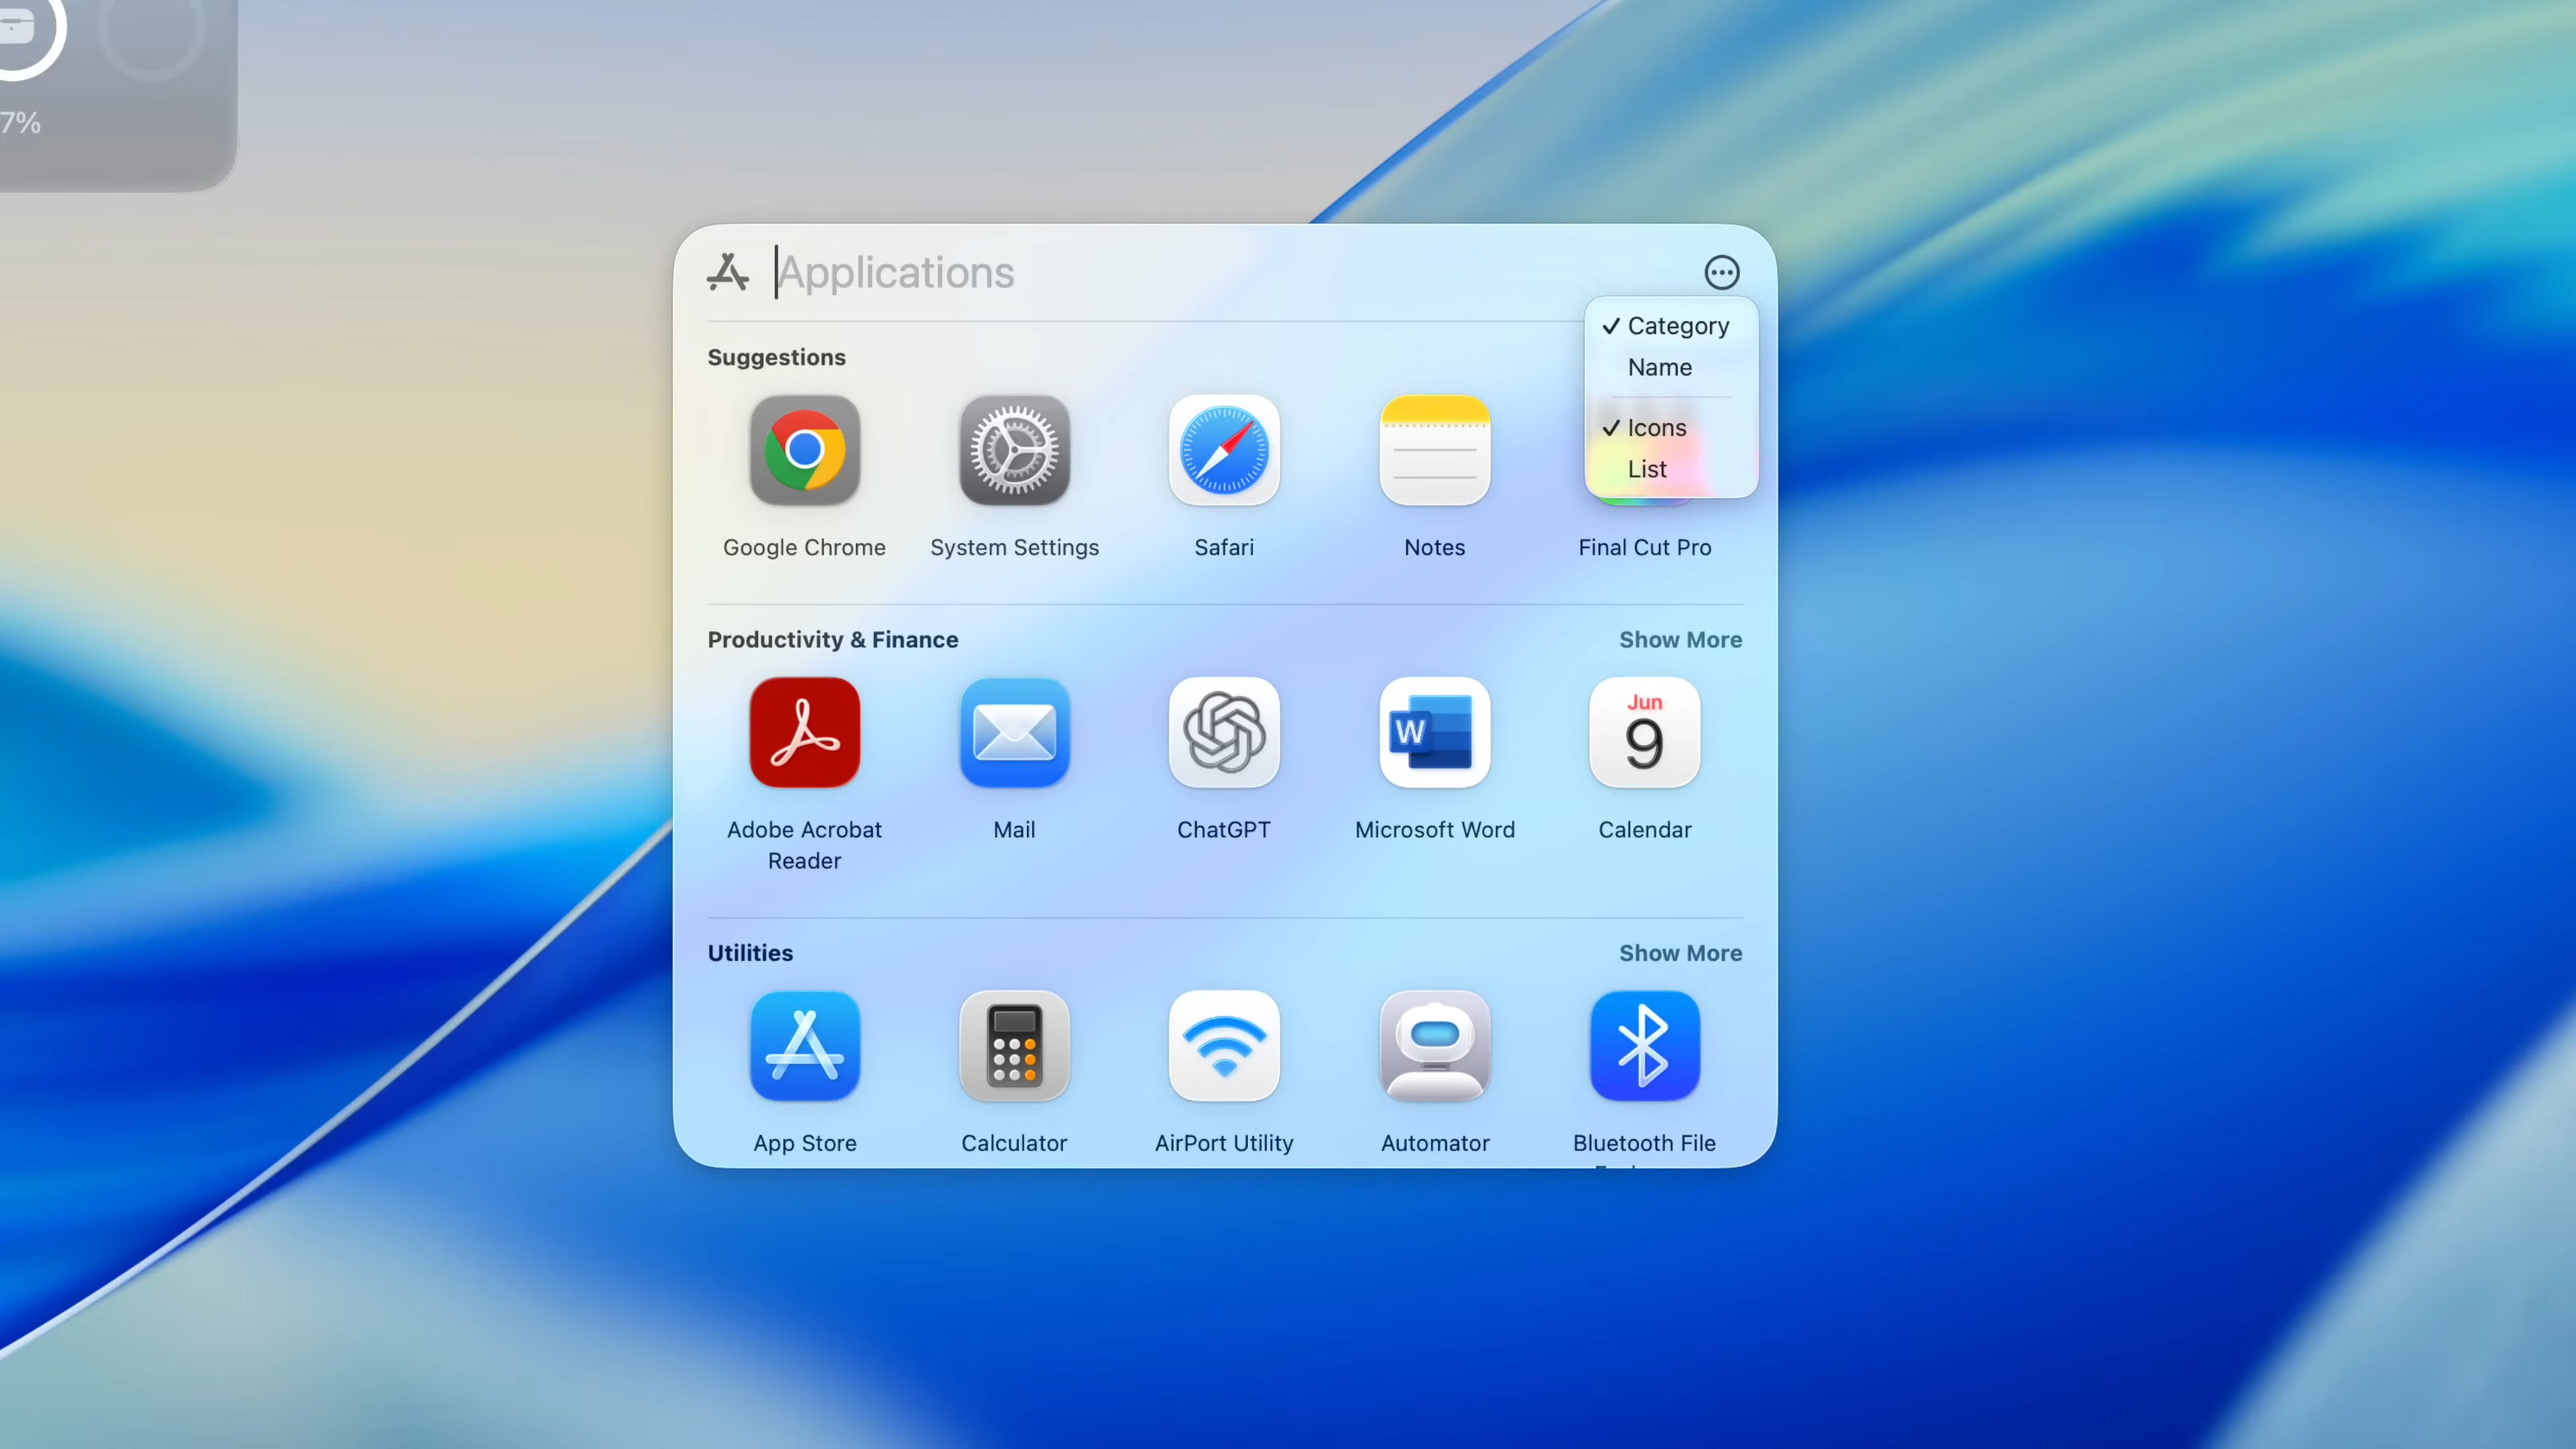 7%
Applications
Category
Name
Icons
List
Suggestions
Google Chrome
System Settings
Safari
Notes
Final Cut Pro
Productivity & Finance
Show More
W
Jun
9
Adobe Acrobat
Reader
Mail
ChatGPT
Microsoft Word
Calendar
Utilities
Show More
App Store
Calculator
AirPort Utility
Automator
Bluetooth File